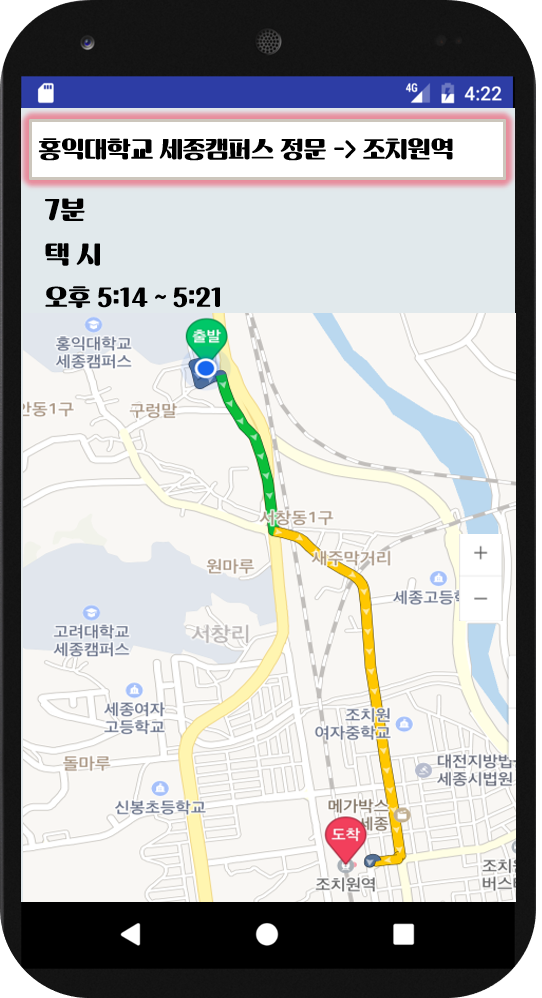 4G 4:22
홍익대학교 세종캠퍼스 정문 -> 조치원역
7분
택 시
오후 5:14 ~ 5:21
출발
홍익대학교
세종캠퍼스
안동1구
구렁말
서창동1구
새주막거리
원마루
세종고등학
고려대학교
세종캠퍼스
서창리
세종여자
고등학교
조치원
여자중학교
돌마루
대전지방법
세종시법원
신봉초등학교
메가박스
세종
도착
조치원역
조치
버스터
+
−